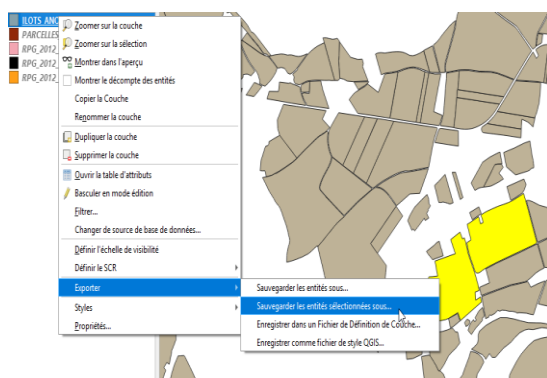 ILOTS_ANO
PARCELLES
RPG_2012_
RPG_2012_
RPG_2012_
Zoomer sur la couche
Zoomer sur la sélection
Montrer dans l'aperçu
Montrer le décompte des entités
Copier la Couche
Renommer la couche
Dupliquer la couche
Supprimer la couche
Ouvrir la table d'attributs
Basculer en mode édition
Filtrer...
Changer de source de base de données...
Définir l'échelle de visibilité
Définir le SCR
Exporter
Styles
Propriétés...
Sauvegarder les entités sous...
Sauvegarder les entités sélectionnées sous...
Enregistrer dans un Fichier de Définition de Couche...
Enregistrer comme fichier de style QGIS...